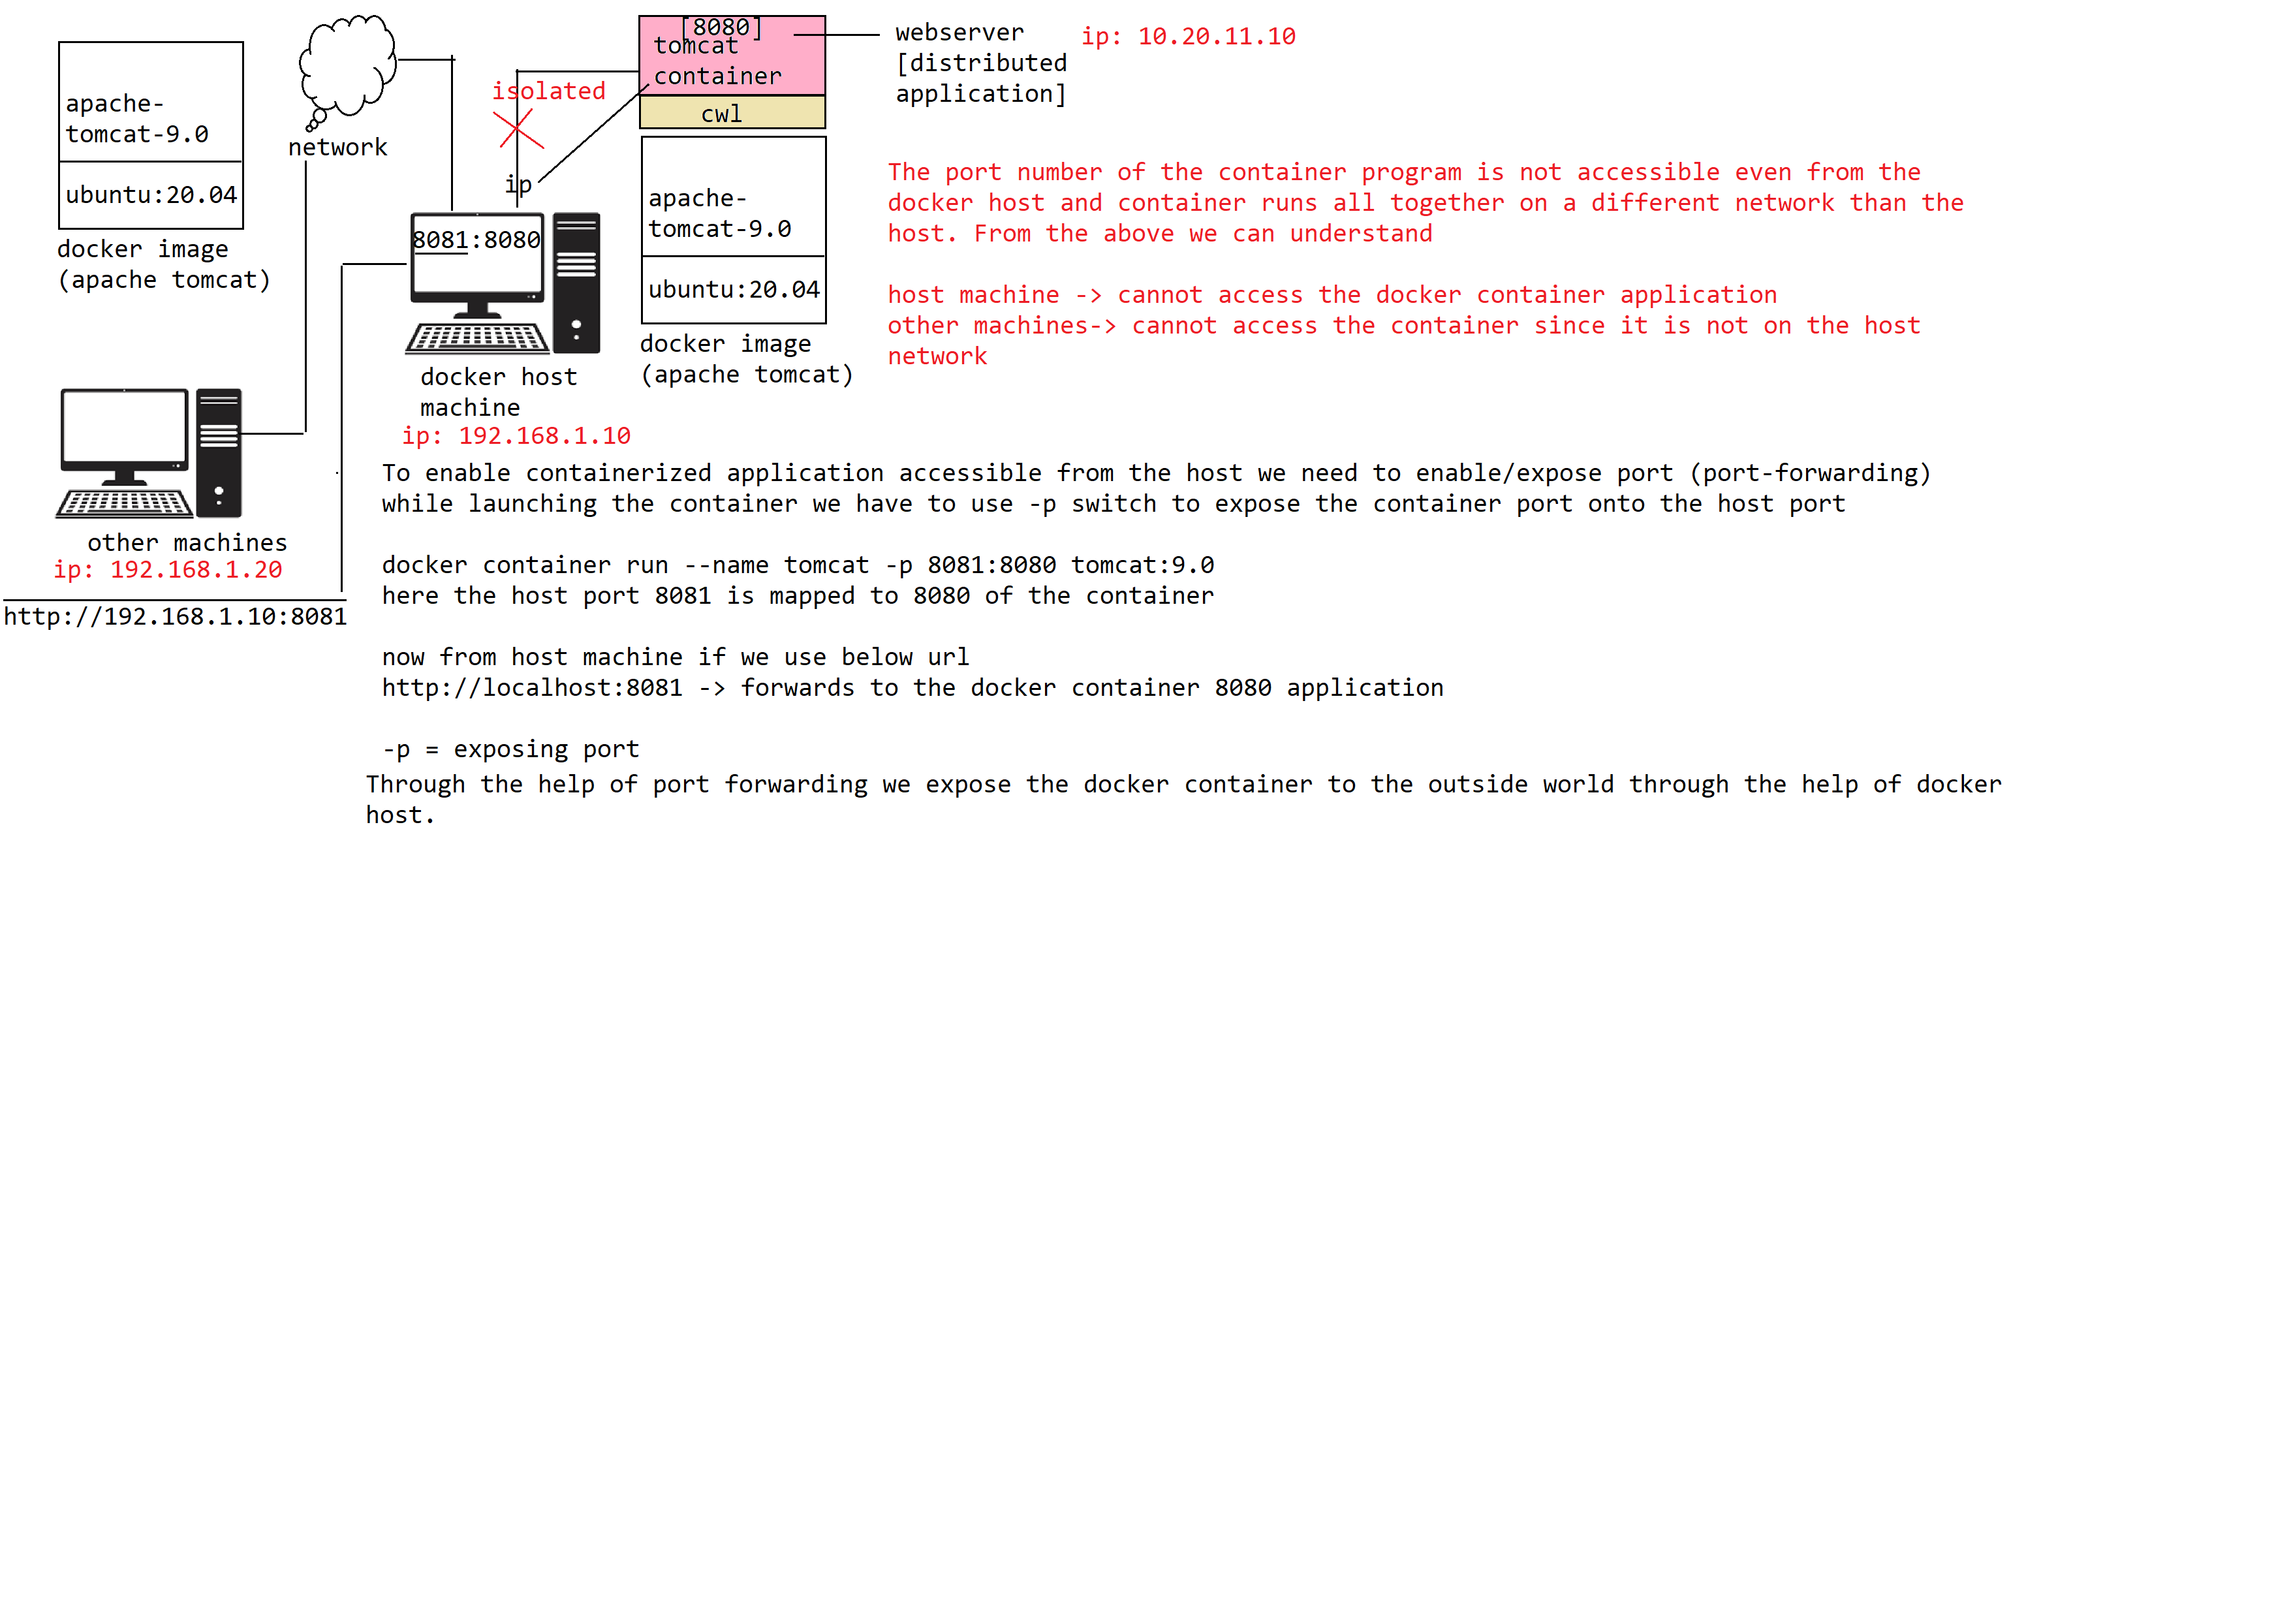 apache-
tomcat-9.0
ubuntu:20.04
docker image
(apache tomcat)
network
isolated
ip
[8080]
tomcat
container
cwl
apache-
tomcat-9.0
ubuntu:20.04
docker image
(apache tomcat)
webserver
[distributed
application]
ip: 10.20.11.10
The port number of the container program is not accessible even from the
docker host and container runs all together on a different network than the
host. From the above we can understand
host machine -> cannot access the docker container application
other machines-> cannot access the container since it is not on the host
network
8081:8080
docker host
machine
ip: 192.168.1.10
other machines
ip: 192.168.1.20
http://192.168.1.10:8081
To enable containerized application accessible from the host we need to enable/expose port (port-forwarding)
while launching the container we have to use -p switch to expose the container port onto the host port
docker container run --name tomcat -p 8081:8080 tomcat:9.0
here the host port 8081 is mapped to 8080 of the container
now from host machine if we use below url
http://localhost:8081 -> forwards to the docker container 8080 application
-p = exposing port
Through the help of port forwarding we expose the docker container to the outside world through the help of docker
host.